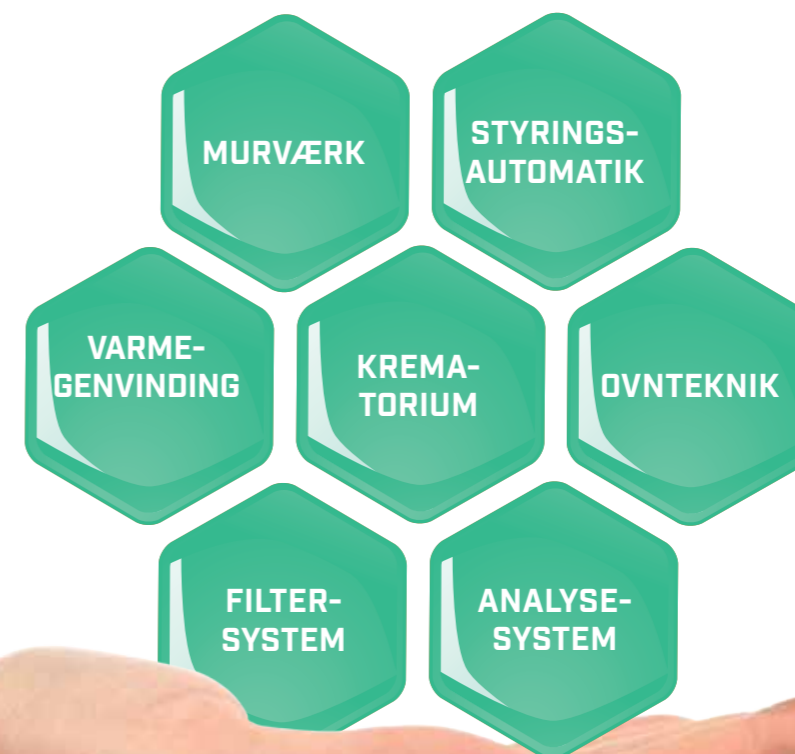 MURVÆRK
STYRINGS-
AUTOMATIK
VARME-
GENVINDING
KREMA-
TORIUM
OVNTEKNIK
FILTER-
SYSTEM
ANALYSE-
SYSTEM